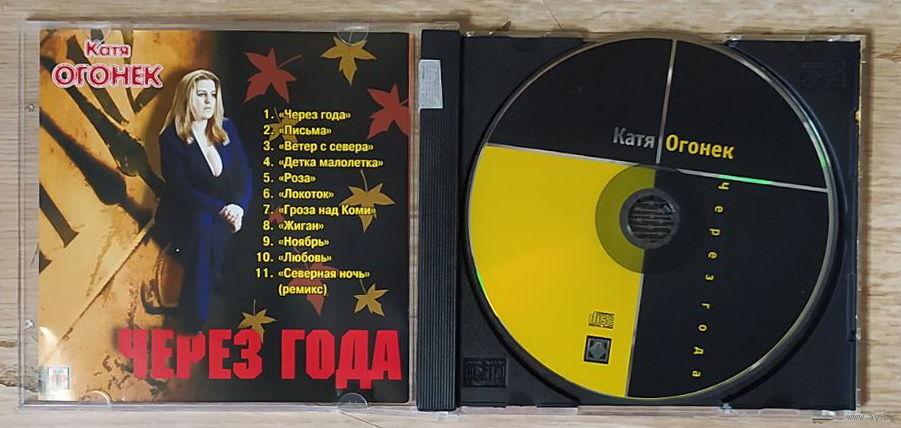 Катя
ОГОНЕК
1. «Через года»
2. «Письма»
3. «Ветер с севера»
4. «Детка малолетка»
5. «Роза»
6. «Локоток»
7. «Гроза над Коми»
8. «Жиган»
9. «Ноябрь»
10. «Любовь»
11. «Северная ночь»
(ремикс)
ЧЕРЕЗ ГОДА
Катя Огонек
Через года